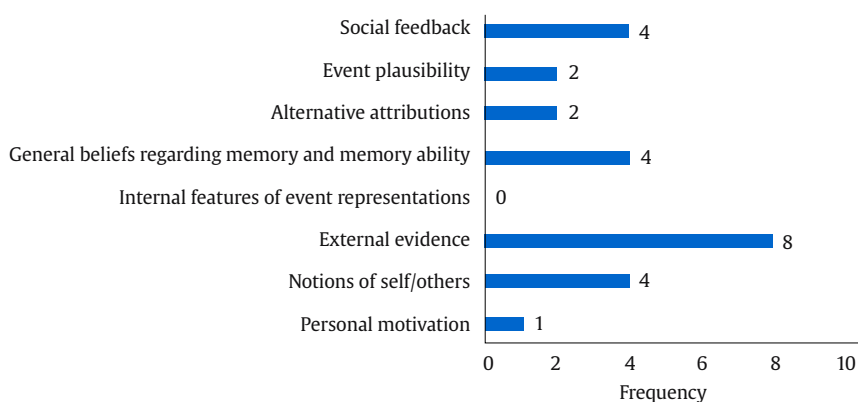 Social feedback 4
Event plausibility 2
Alternative attributions 2
General beliefs regarding memory and memory ability 4
Internal features of event representations 0
External evidence 8
Notions of self/others 4
Personal motivation 1
0 2 4 6 8 10
Frequency